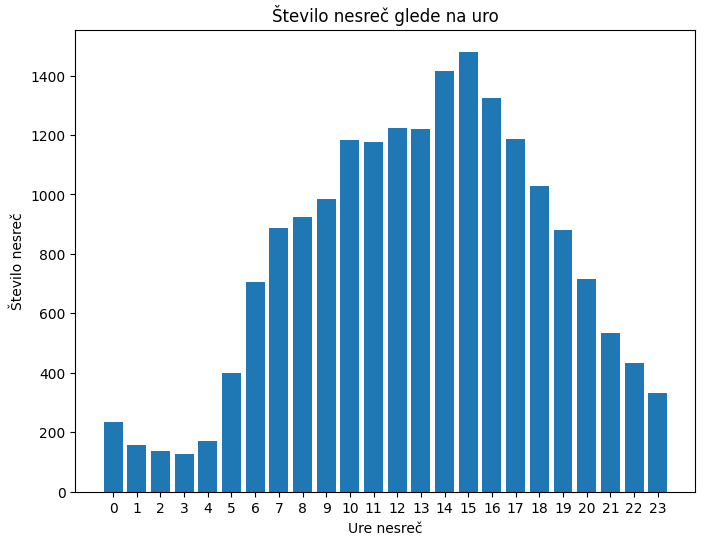 Število nesreč glede na uro
1400
1200
1000
800
600
400
200
0
Število nesreč
0 1 2 3 4 5 6 7 8 9 10 11 12 13 14 15 16 17 18 19 20 21 22 23
Ure nesreč